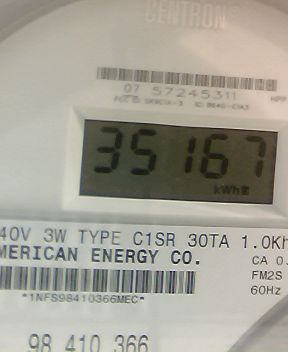 CENTRON®
07 57245311
35167
kWh
40V 3W TYPE C1SR 30TA 1.0Kh
MERICAN ENERGY CO.
CA 0.
FM2S
60Hz
*1NFS98410366MEC*
98 410 366